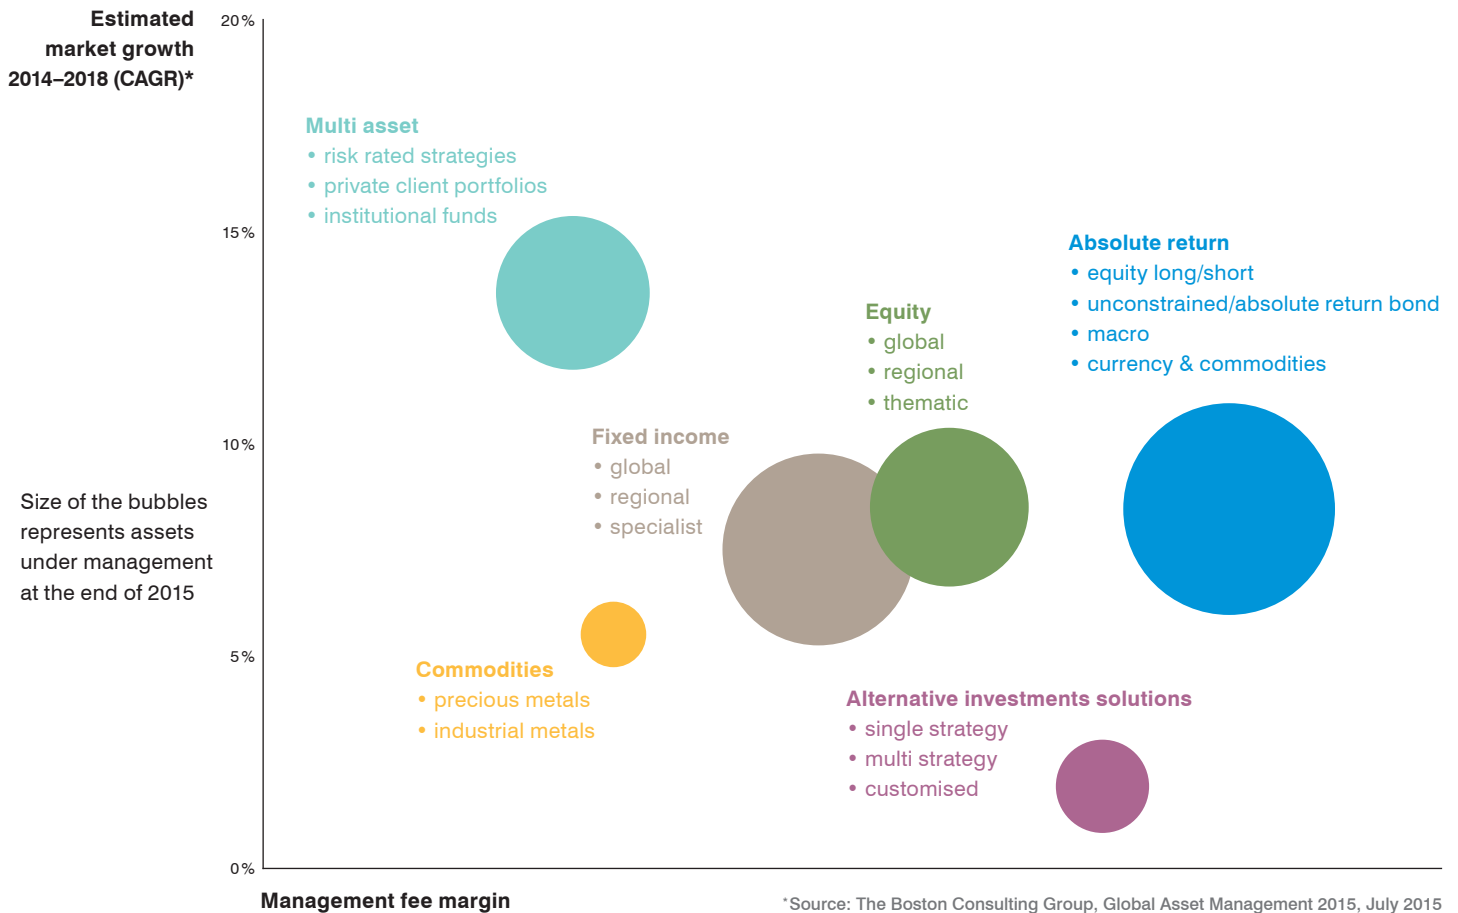 Estimated
market growth
2014–2018 (CAGR)*
20%
15%
10%
5%
0%
Size of the bubbles
represents assets
under management
at the end of 2015
Multi asset
• risk rated strategies
• private client portfolios
• institutional funds
Absolute return
• equity long/short
• unconstrained/absolute return bond
• macro
• currency & commodities
Equity
• global
• regional
• thematic
Fixed income
• global
• regional
• specialist
Commodities
• precious metals
• industrial metals
Alternative investments solutions
• single strategy
• multi strategy
• customised
Management fee margin
*Source: The Boston Consulting Group, Global Asset Management 2015, July 2015